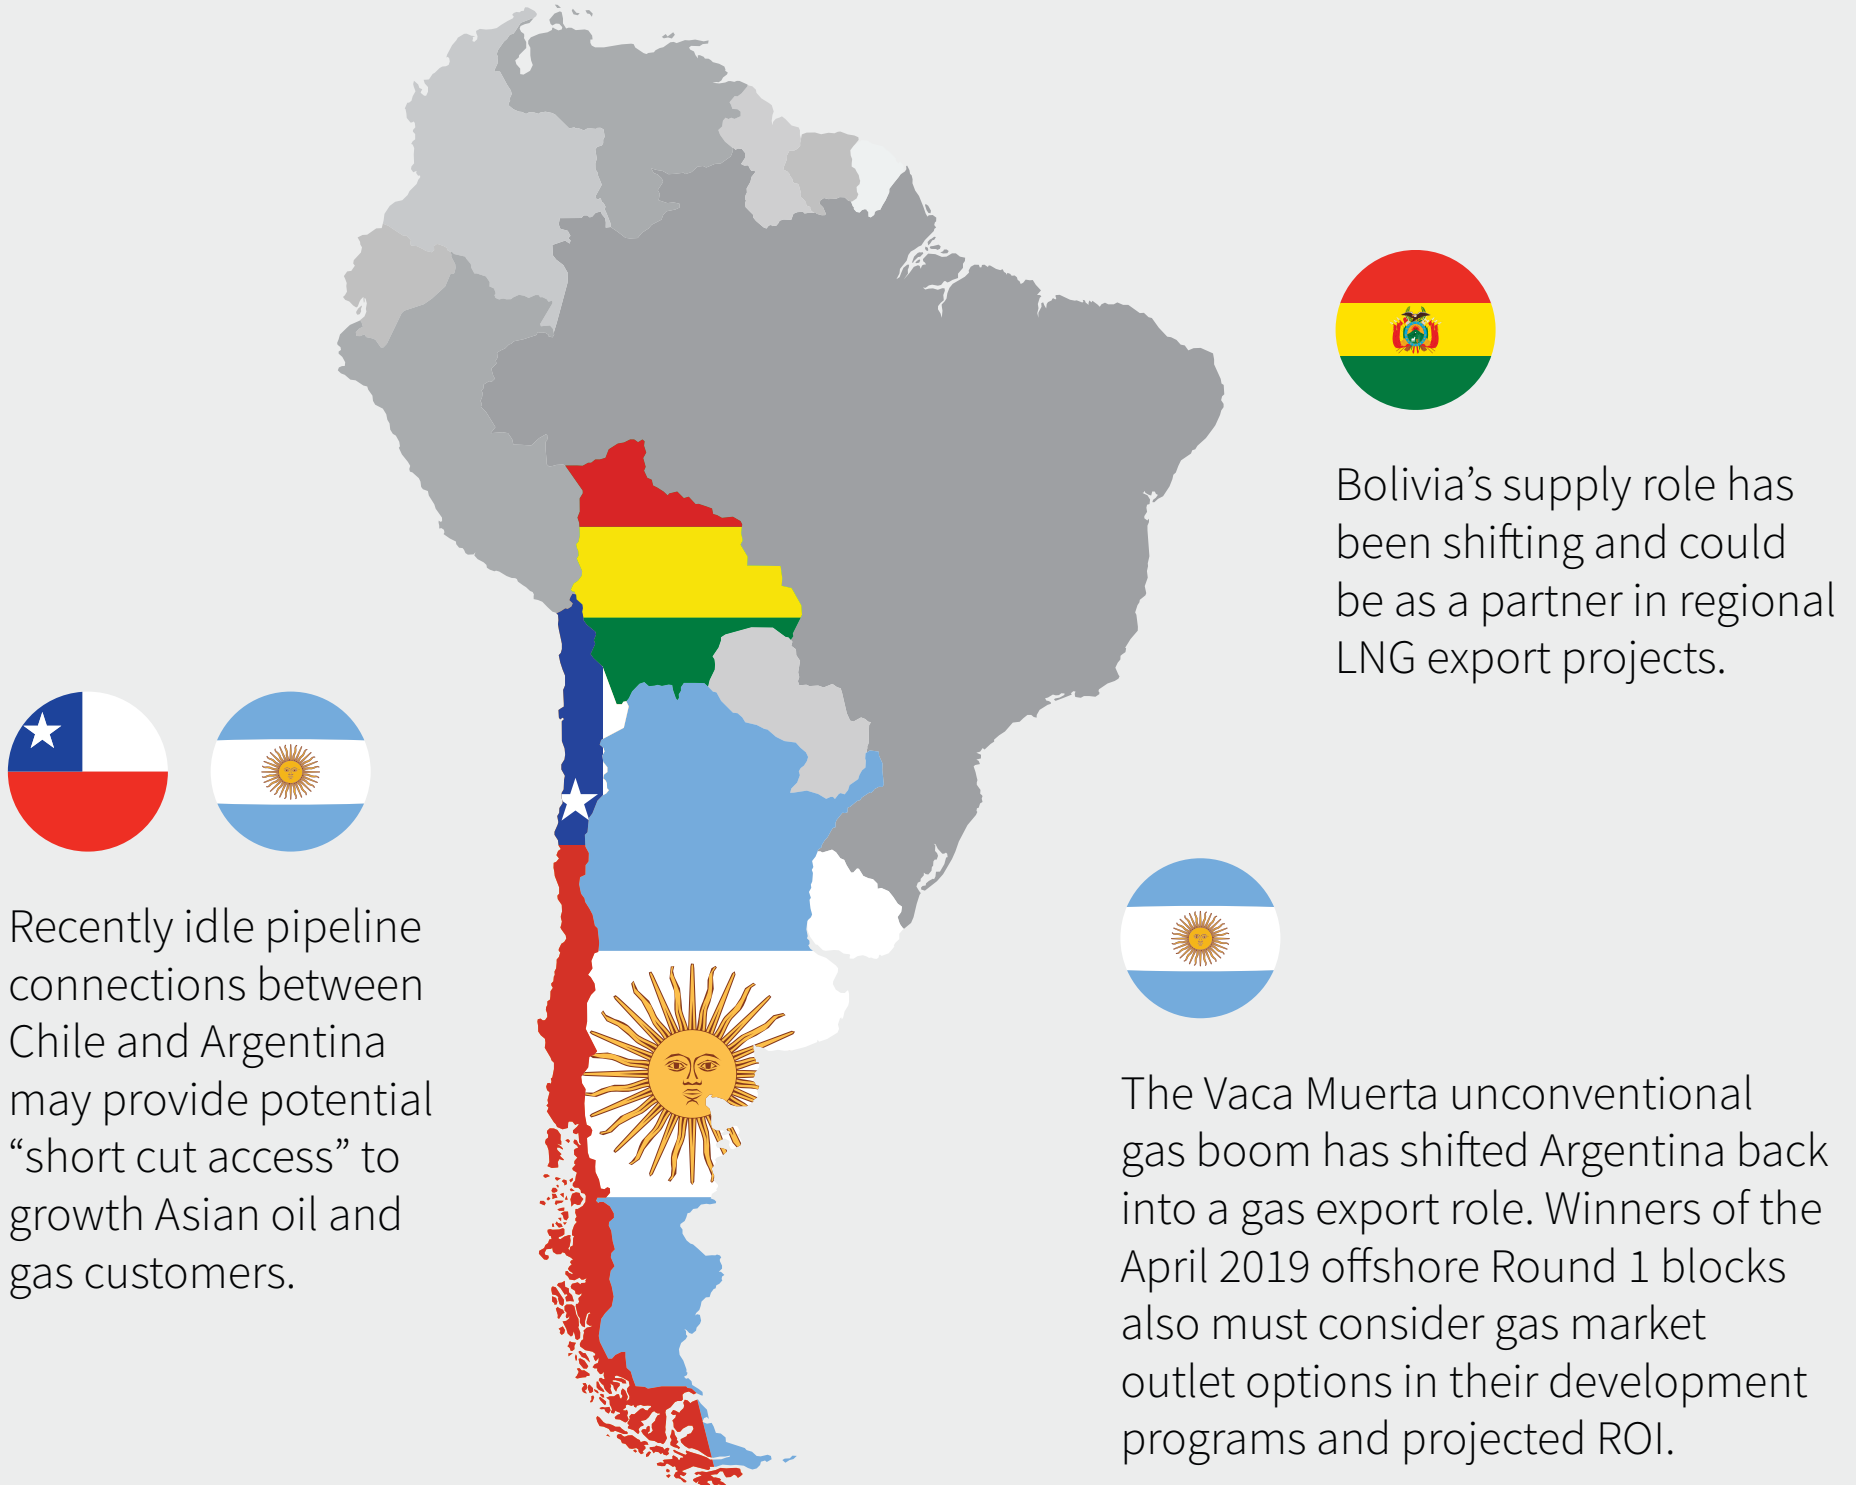 Bolivia’s supply role has
been shifting and could
be as a partner in regional
LNG export projects.
Recently idle pipeline
connections between
Chile and Argentina
may provide potential
“short cut access” to
growth Asian oil and
gas customers.
The Vaca Muerta unconventional
gas boom has shifted Argentina back
into a gas export role. Winners of the
April 2019 offshore Round 1 blocks
also must consider gas market
outlet options in their development
programs and projected ROI.